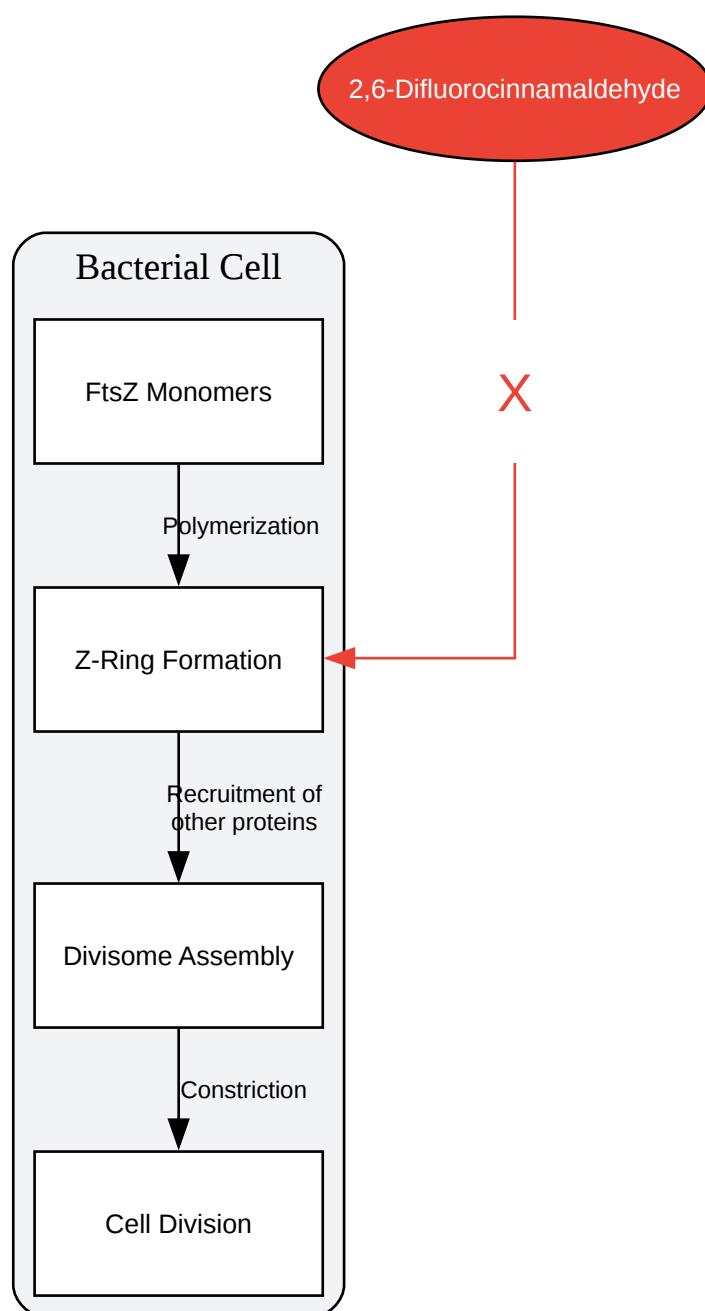 2,6-Difluorocinnamaldehyde
Bacterial Cell
FtsZ Monomers
X
Polymerization
Z-Ring Formation
Recruitment of
other proteins
Divisome Assembly
Constriction
Cell Division